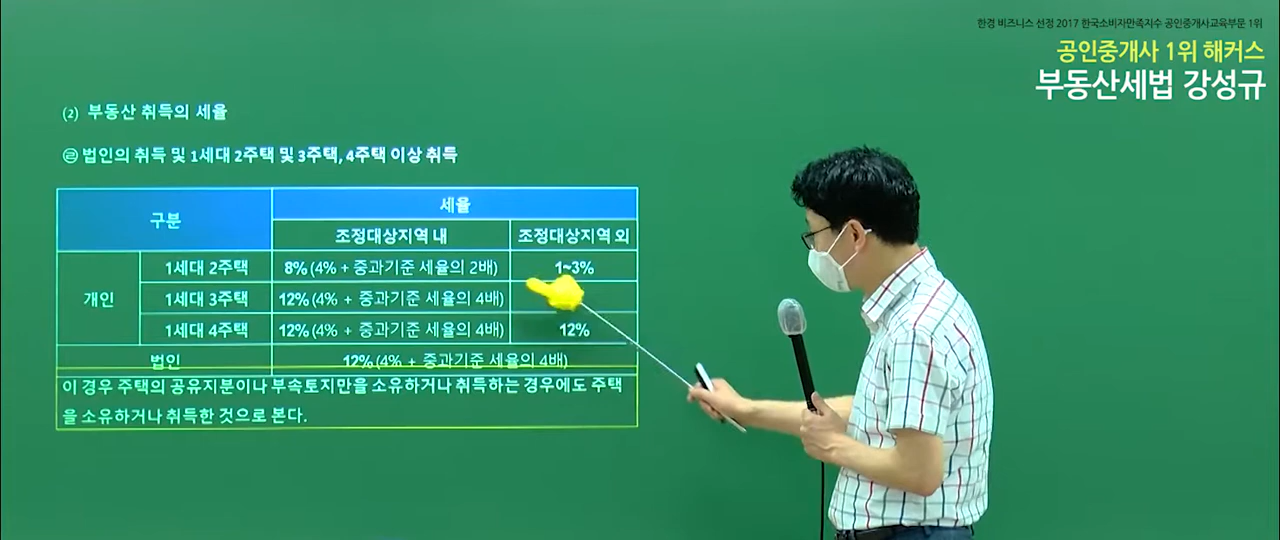 한경 비즈니스 선정 2017 한국소비자만족지수 공인중개사교육부문 1위
공인중개사 1위 해커스
부동산세법 강성규
(2) 부동산 취득의 세율
㉣ 법인의 취득 및 1세대 2주택 및 3주택, 4주택 이상 취득
구분 세율
조정대상지역 내 조정대상지역 외
개인 1세대 2주택 8% (4% + 중과기준 세율의 2배) 1~3%
1세대 3주택 12% (4% + 중과기준 세율의 4배)
1세대 4주택 12% (4% + 중과기준 세율의 4배) 12%
법인 12% (4% + 중과기준 세율의 4배)
이 경우 주택의 공유지분이나 부속토지만을 소유하거나 취득하는 경우에도 주택
을 소유하거나 취득한 것으로 본다.